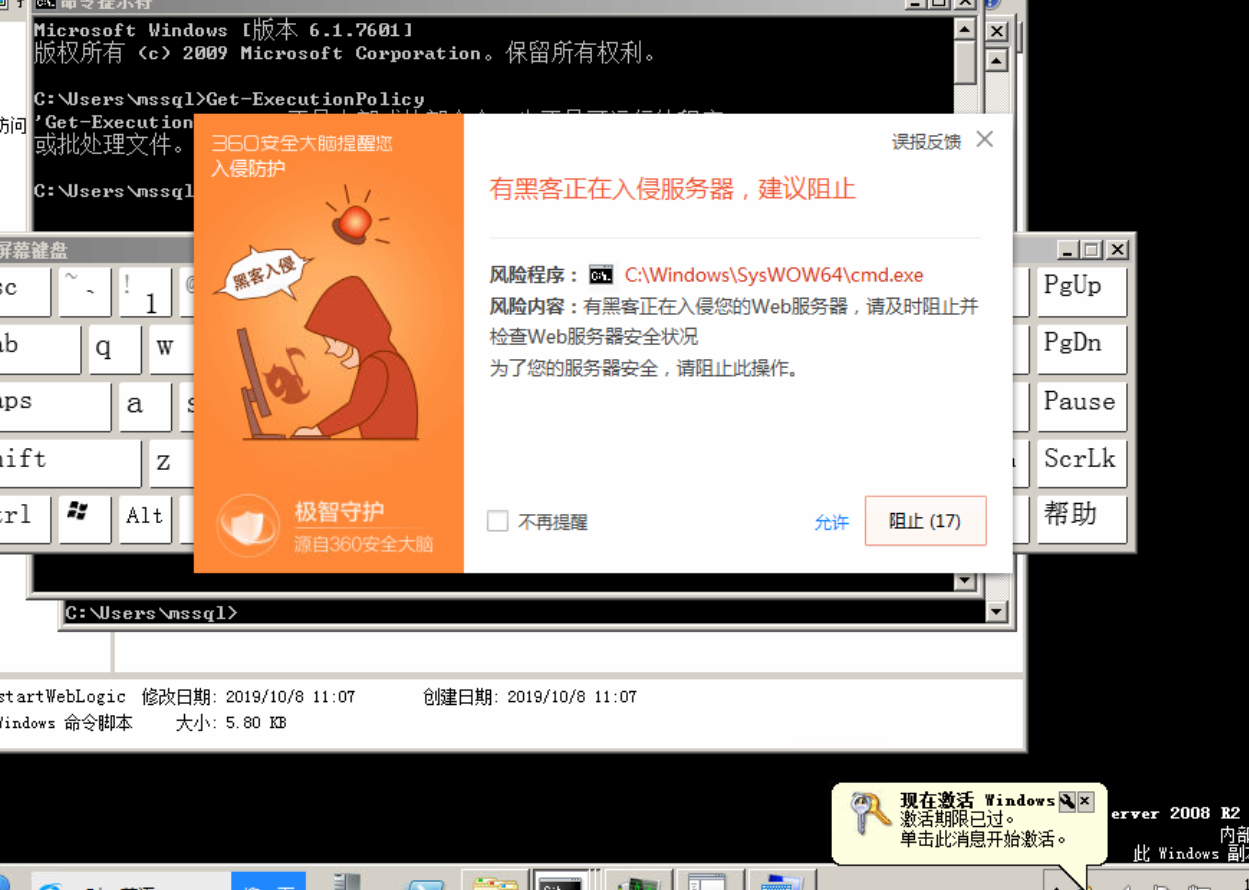 命令提示符
Microsoft Windows [版本 6.1.7601]
版权所有 (c) 2009 Microsoft Corporation。保留所有权利。
C:\Users\mssql>Get-ExecutionPolicy
'Get-Execution
或批处理文件。
C:\Users\mssql
访问
360安全大脑提醒您
入侵防护
误报反馈
有黑客正在入侵服务器，建议阻止
黑客入侵
风险程序： C:\Windows\SysWOW64\cmd.exe
风险内容：有黑客正在入侵您的Web服务器，请及时阻止并
检查Web服务器安全状况
为了您的服务器安全，请阻止此操作。
极智守护
源自360安全大脑
不再提醒
允许
阻止 (17)
屏幕键盘
sc ~ 、 ! 1 @ PgUp
ab q w PgDn
aps a s Pause
hift z ScrLk
trl Alt 帮助
C:\Users\mssql>
startWebLogic 修改日期: 2019/10/8 11:07 创建日期: 2019/10/8 11:07
Windows 命令脚本 大小: 5.80 KB
现在激活 Windows
激活期限已过。
单击此消息开始激活。
erver 2008 R2
内部
此 Windows 副本